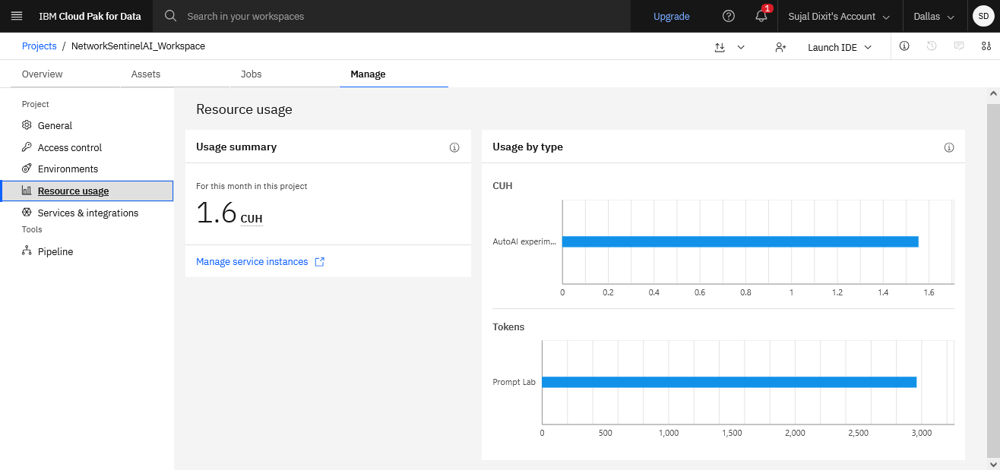 IBM Cloud Pak for Data
Search in your workspaces
Upgrade
1
Sujal Dixit's Account
Dallas
SD
Projects / NetworkSentinelAI_Workspace
Launch IDE
Overview
Assets
Jobs
Manage
Project
General
Access control
Environments
Resource usage
Services & integrations
Tools
Pipeline
Resource usage
Usage summary
For this month in this project
1.6 CUH
Manage service instances
Usage by type
CUH
AutoAI experim...
0 0.2 0.4 0.6 0.8 1 1.2 1.4 1.6
Tokens
Prompt Lab
0 500 1,000 1,500 2,000 2,500 3,000